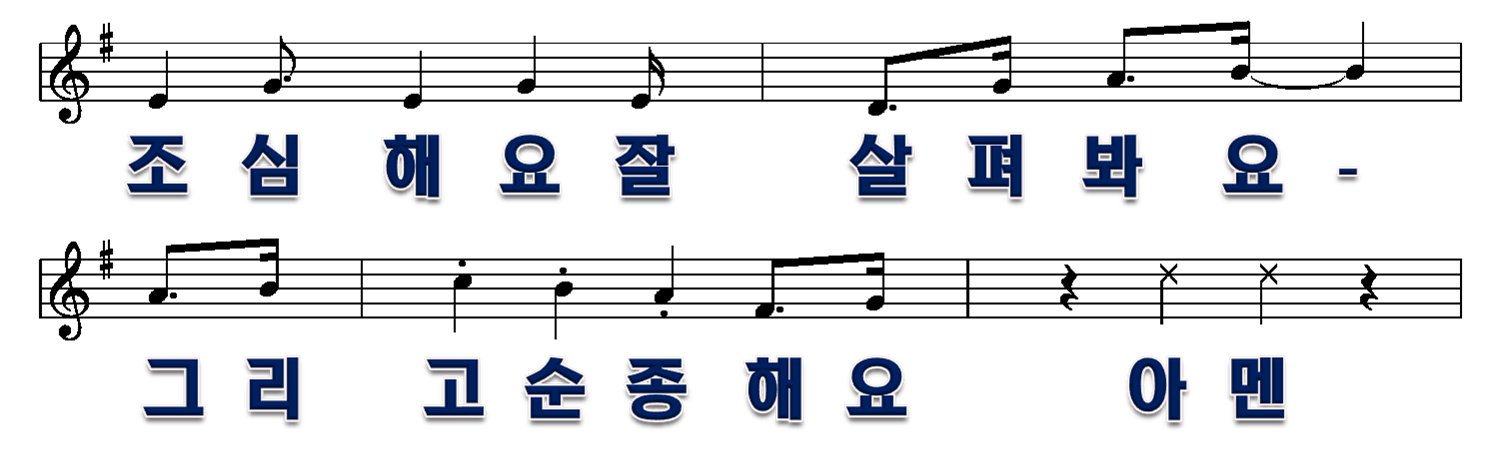 조 심 해 요 잘 살 펴 봐 요 -
그 리 고 순 종 해 요 아 멘